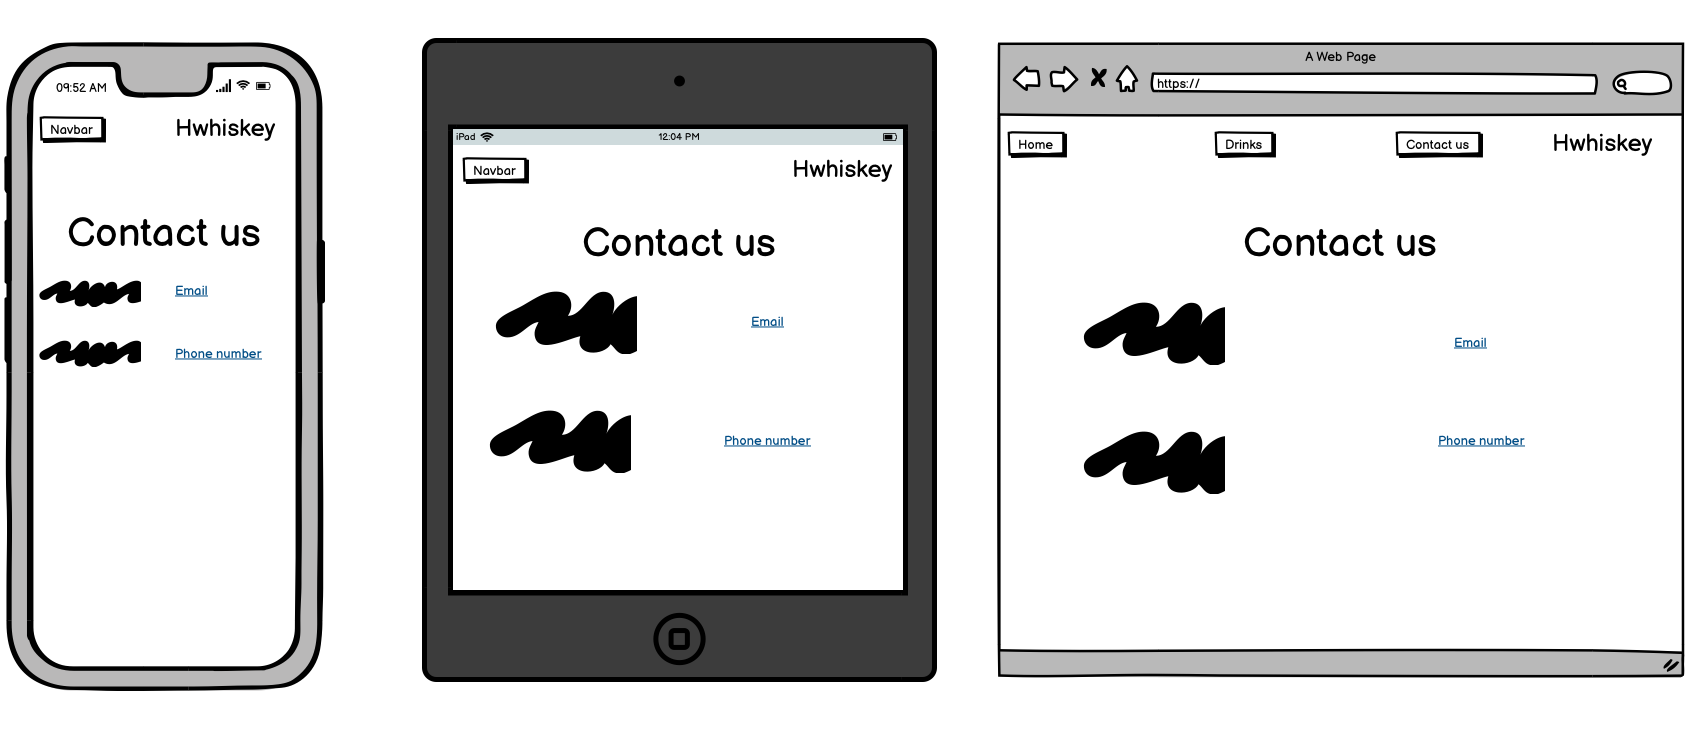 09:52 AM
Navbar
Hwhiskey
Contact us
Email
Phone number
iPad
12:04 PM
Navbar
Hwhiskey
Contact us
Email
Phone number
A Web Page
https://
Home
Drinks
Contact us
Hwhiskey
Contact us
Email
Phone number